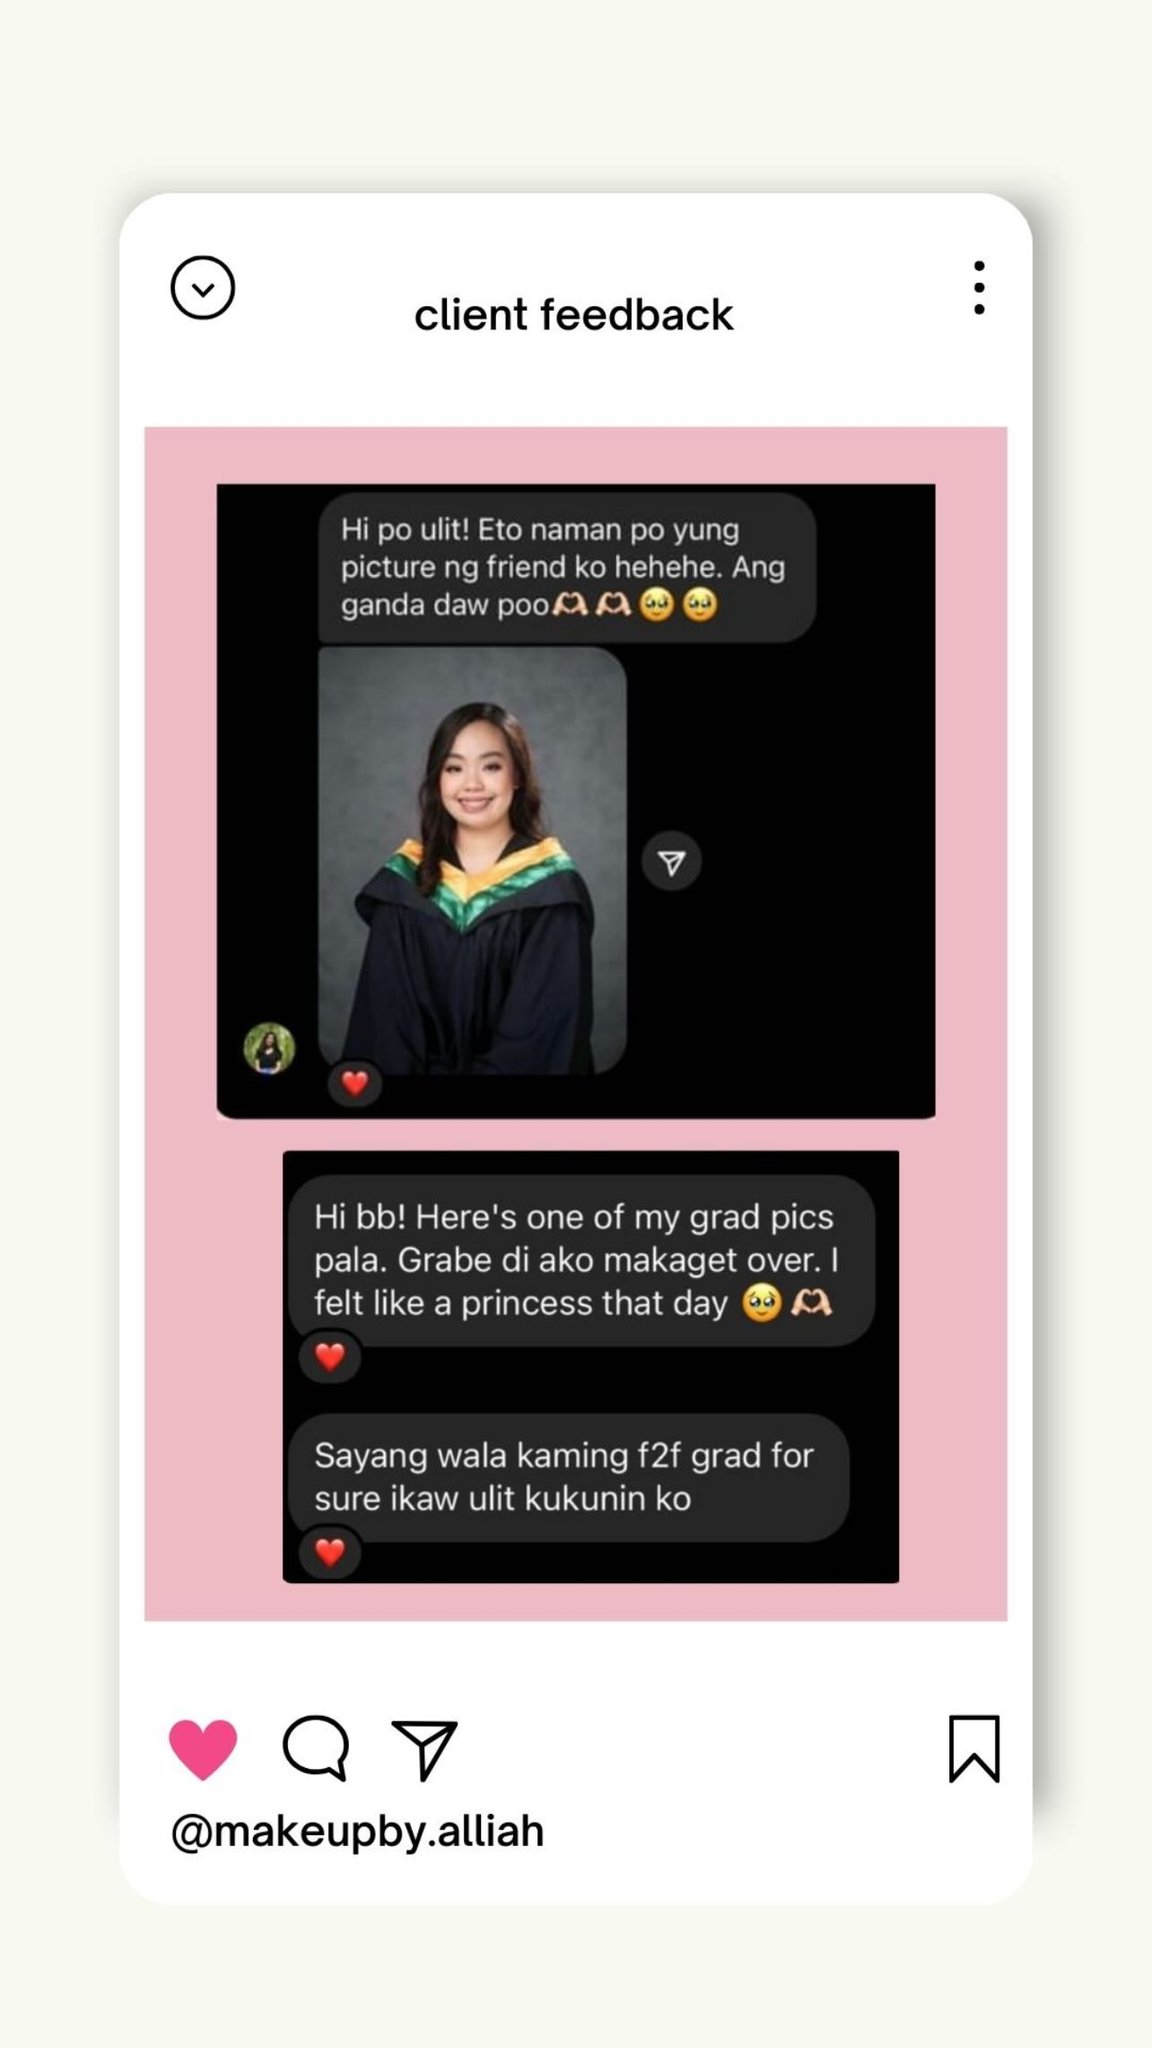 client feedback
Hi po ulit! Eto naman po yung
picture ng friend ko hehehe. Ang
ganda daw poo🫶🏻🫶🏻🥹🥹
Hi bb! Here's one of my grad pics
pala. Grabe di ako makaget over. I
felt like a princess that day 🥹🫶🏻
Sayang wala kaming f2f grad for
sure ikaw ulit kukunin ko
@makeupby.alliah